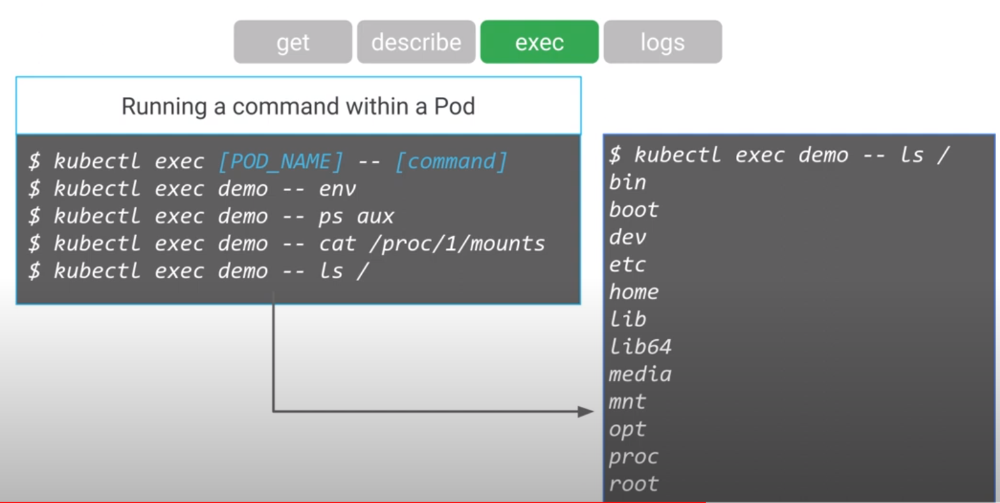 get describe exec logs
Running a command within a Pod
$ kubectl exec [POD_NAME] -- [command]
$ kubectl exec demo -- env
$ kubectl exec demo -- ps aux
$ kubectl exec demo -- cat /proc/1/mounts
$ kubectl exec demo -- ls /
$ kubectl exec demo -- ls /
bin
boot
dev
etc
home
lib
lib64
media
mnt
opt
proc
root